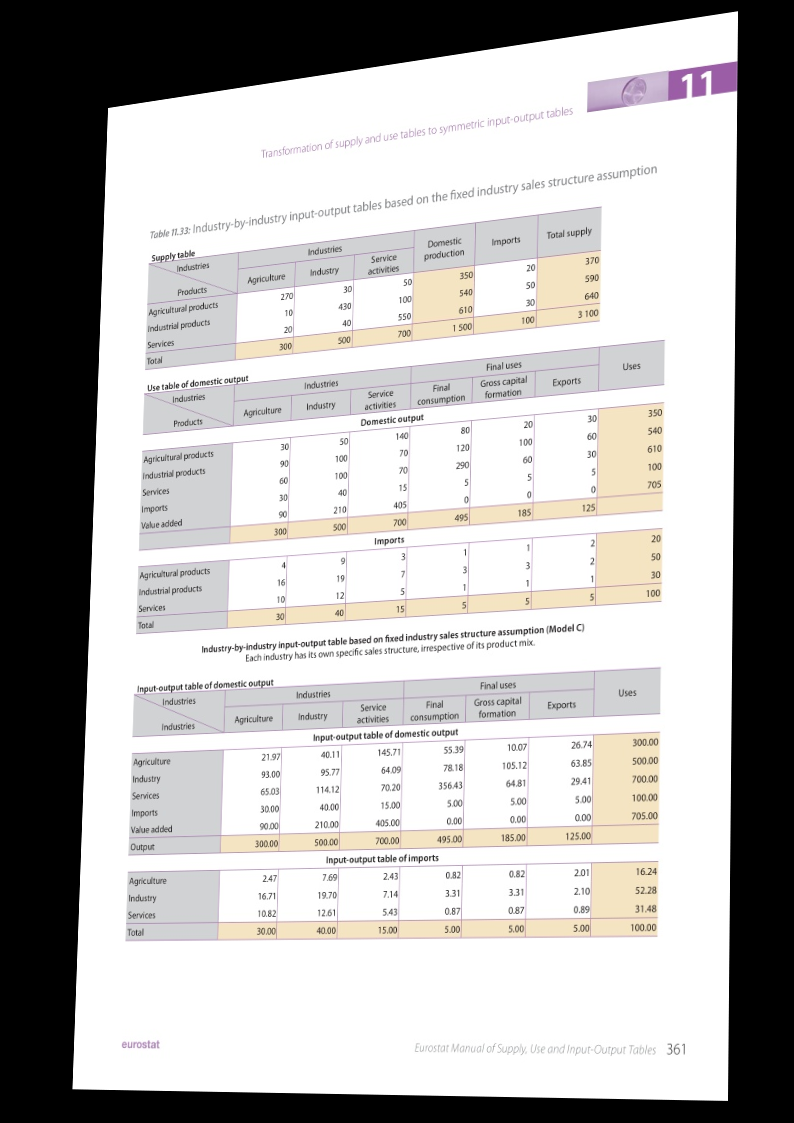 11
Transformation of supply and use tables to symmetric input-output tables
Table 11.33: Industry-by-industry input-output tables based on the fixed industry sales structure assumption
Supply table
Industries Industries Domestic production Imports Total supply
Products Agriculture Industry Service activities
Agricultural products 270 30 50 350 20 370
Industrial products 10 430 100 540 50 590
Services 20 40 550 610 30 640
Total 300 500 700 1 500 100 3 100
Use table of domestic output
Industries Industries Final uses Uses
Products Agriculture Industry Service activities Final consumption Gross capital formation Exports
Domestic output
Agricultural products 30 50 140 80 20 30 350
Industrial products 90 100 70 120 100 60 540
Services 60 100 70 290 60 30 610
Imports 30 40 15 5 5 5 100
Value added 90 210 405 0 0 0 705
300 500 700 495 185 125
Imports
Agricultural products 4 9 3 1 1 2 20
Industrial products 16 19 7 3 3 2 50
Services 10 12 5 1 1 1 30
Total 30 40 15 5 5 5 100
Industry-by-industry input-output table based on fixed industry sales structure assumption (Model C)
Each industry has its own specific sales structure, irrespective of its product mix.
Input-output table of domestic output
Industries Industries Final uses Uses
Industries Agriculture Industry Service activities Final consumption Gross capital formation Exports
Input-output table of domestic output
Agriculture 21.97 40.11 145.71 55.39 10.07 26.74 300.00
Industry 93.00 95.77 64.09 78.18 105.12 63.85 500.00
Services 65.03 114.12 70.20 356.43 64.81 29.41 700.00
Imports 30.00 40.00 15.00 5.00 5.00 5.00 100.00
Value added 90.00 210.00 405.00 0.00 0.00 0.00 705.00
Output 300.00 500.00 700.00 495.00 185.00 125.00
Input-output table of imports
Agriculture 2.47 7.69 2.43 0.82 0.82 2.01 16.24
Industry 16.71 19.70 7.14 3.31 3.31 2.10 52.28
Services 10.82 12.61 5.43 0.87 0.87 0.89 31.48
Total 30.00 40.00 15.00 5.00 5.00 5.00 100.00
eurostat
Eurostat Manual of Supply, Use and Input-Output Tables 361